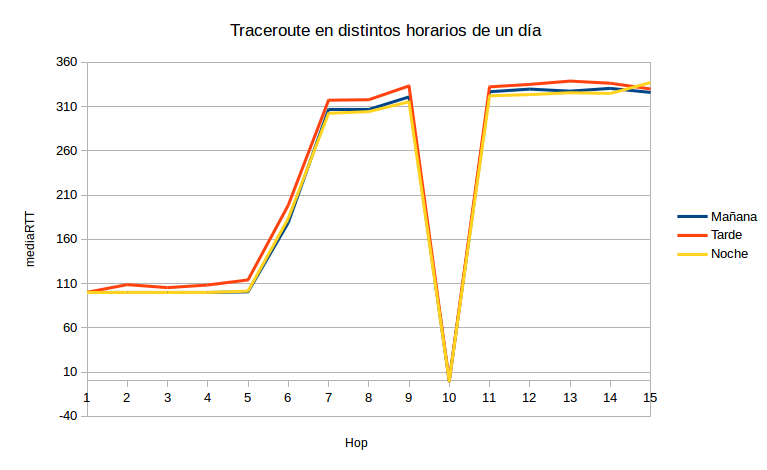 Traceroute en distintos horarios de un día
360
310
260
210
160
110
60
10
-40
mediaRTT
1 2 3 4 5 6 7 8 9 10 11 12 13 14 15
Hop
Mañana
Tarde
Noche